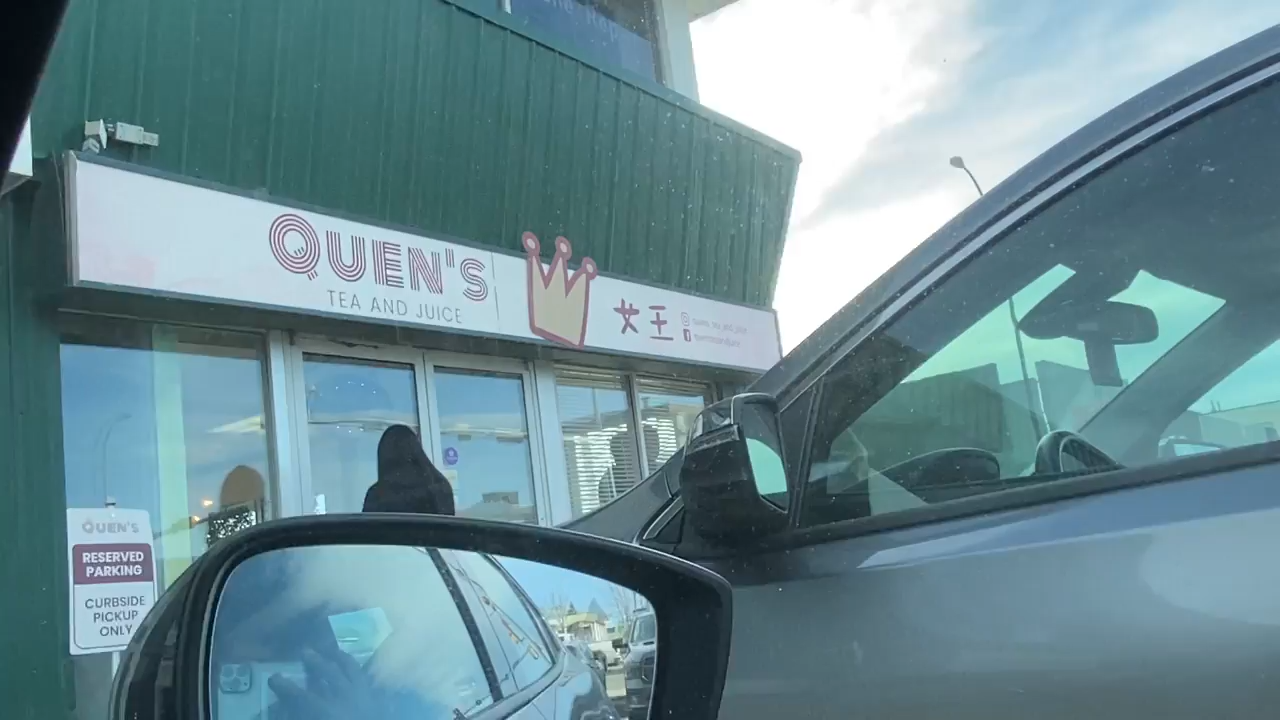 QUEN'S
TEA AND JUICE
女王
QUEN'S
RESERVED
PARKING
CURBSIDE
PICKUP
ONLY